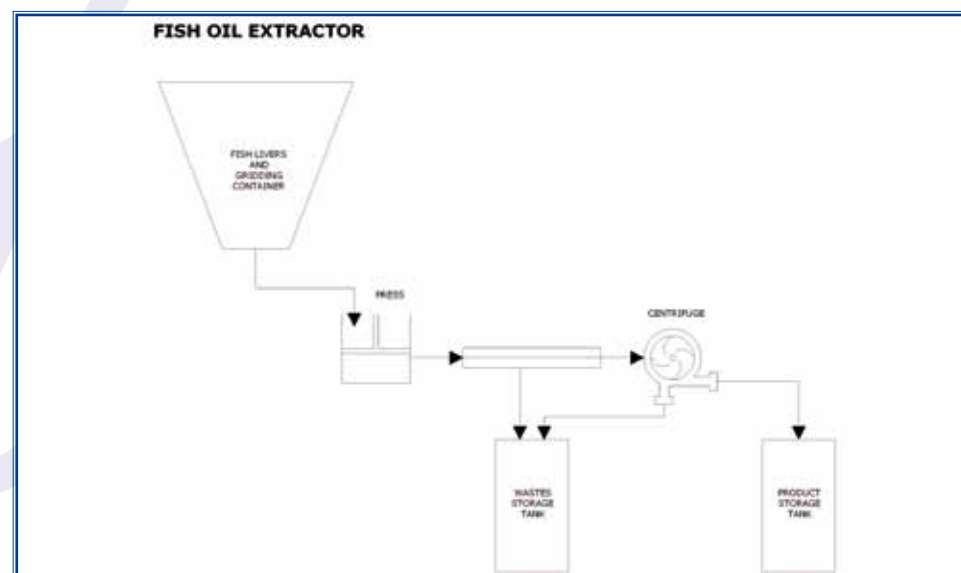 FISH OIL EXTRACTOR
FISH LIVERS
AND
GRIDDING
CONTAINER
PRESS
CENTRIFUGE
WASTES
STORAGE
TANK
PRODUCT
STORAGE
TANK